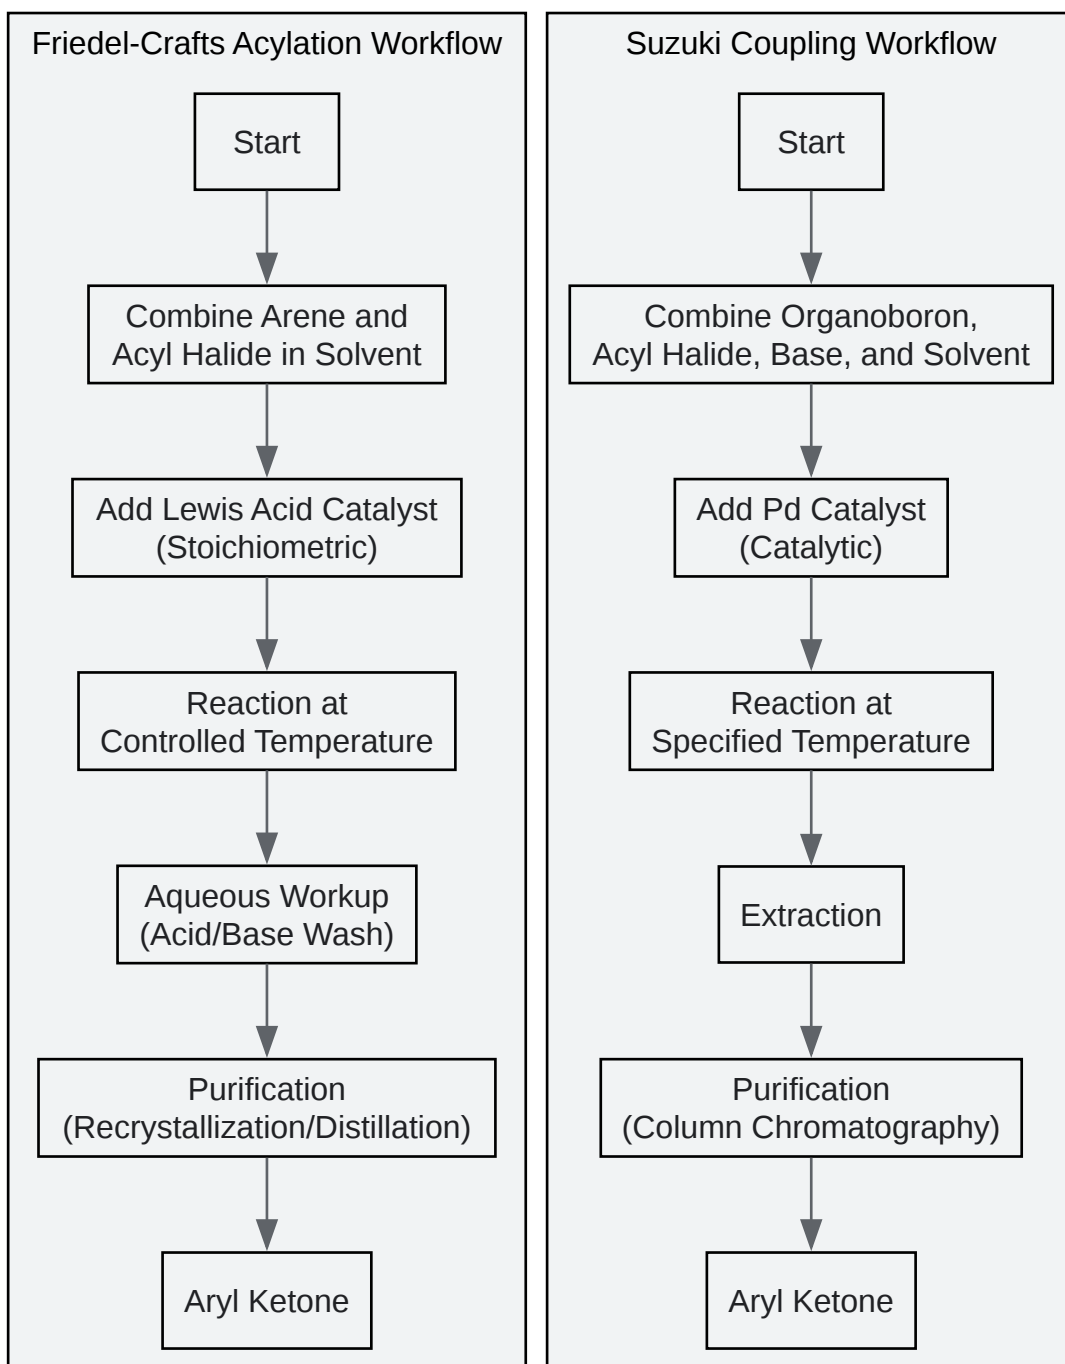 Friedel-Crafts Acylation Workflow
Start
Combine Arene and
Acyl Halide in Solvent
Add Lewis Acid Catalyst
(Stoichiometric)
Reaction at
Controlled Temperature
Aqueous Workup
(Acid/Base Wash)
Purification
(Recrystallization/Distillation)
Aryl Ketone
Suzuki Coupling Workflow
Start
Combine Organoboron,
Acyl Halide, Base, and Solvent
Add Pd Catalyst
(Catalytic)
Reaction at
Specified Temperature
Extraction
Purification
(Column Chromatography)
Aryl Ketone